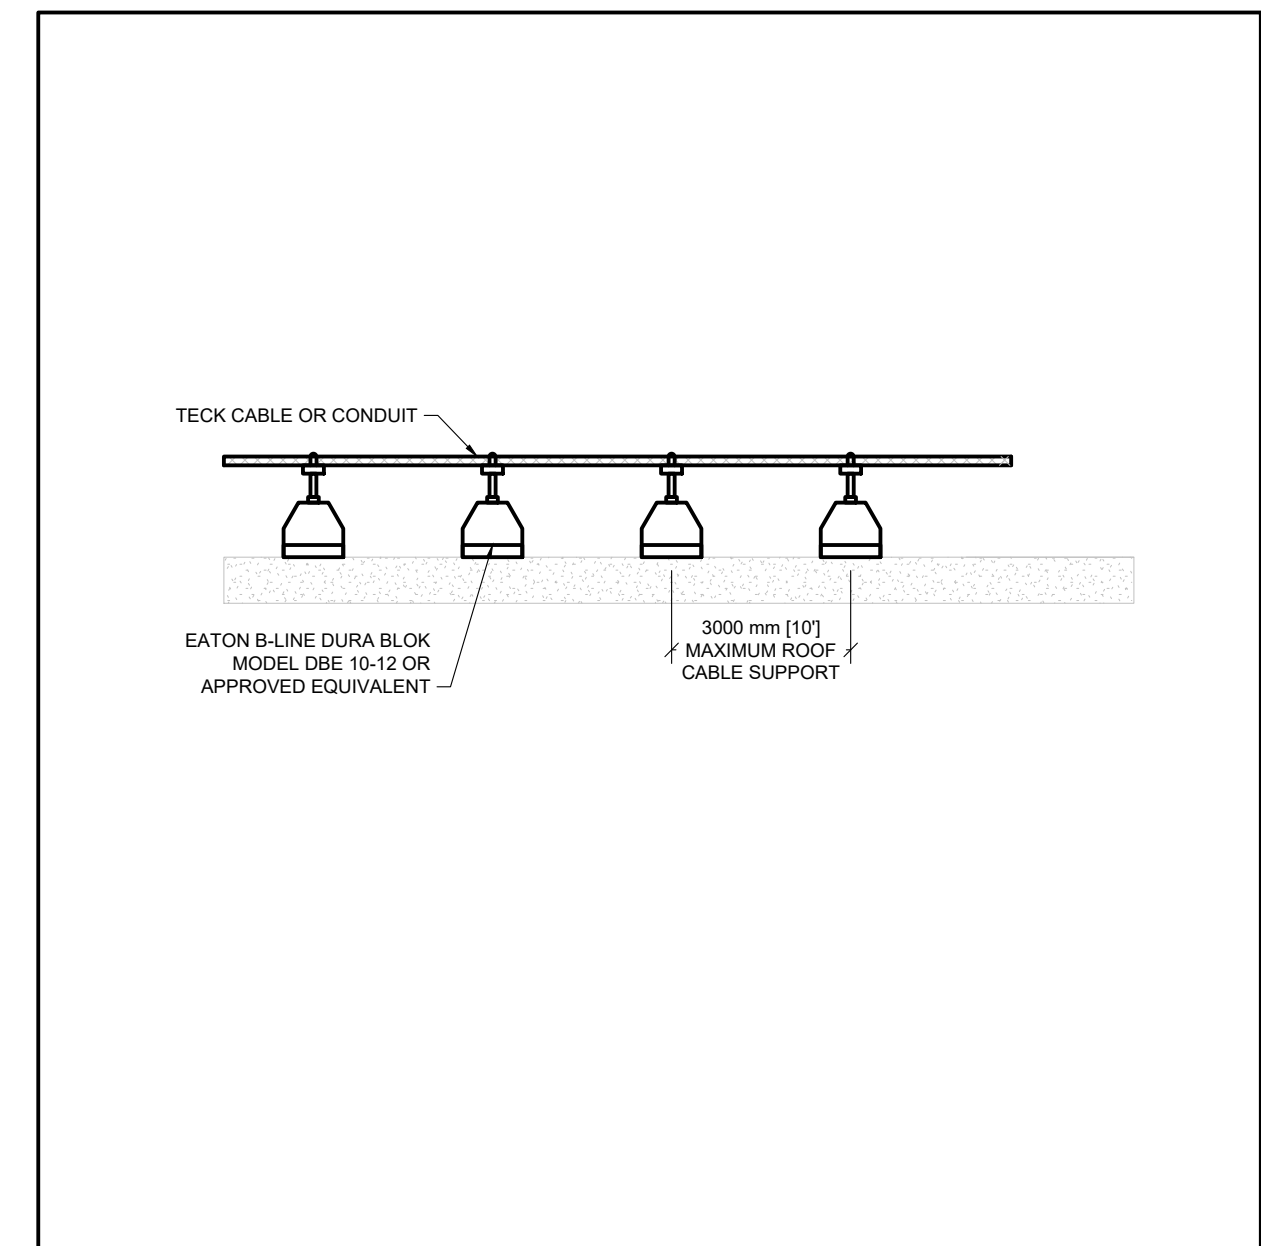 TECK CABLE OR CONDUIT
EATON B-LINE DURA BLOK
MODEL DBE 10-12 OR
APPROVED EQUIVALENT
3000 mm [10']
MAXIMUM ROOF
CABLE SUPPORT